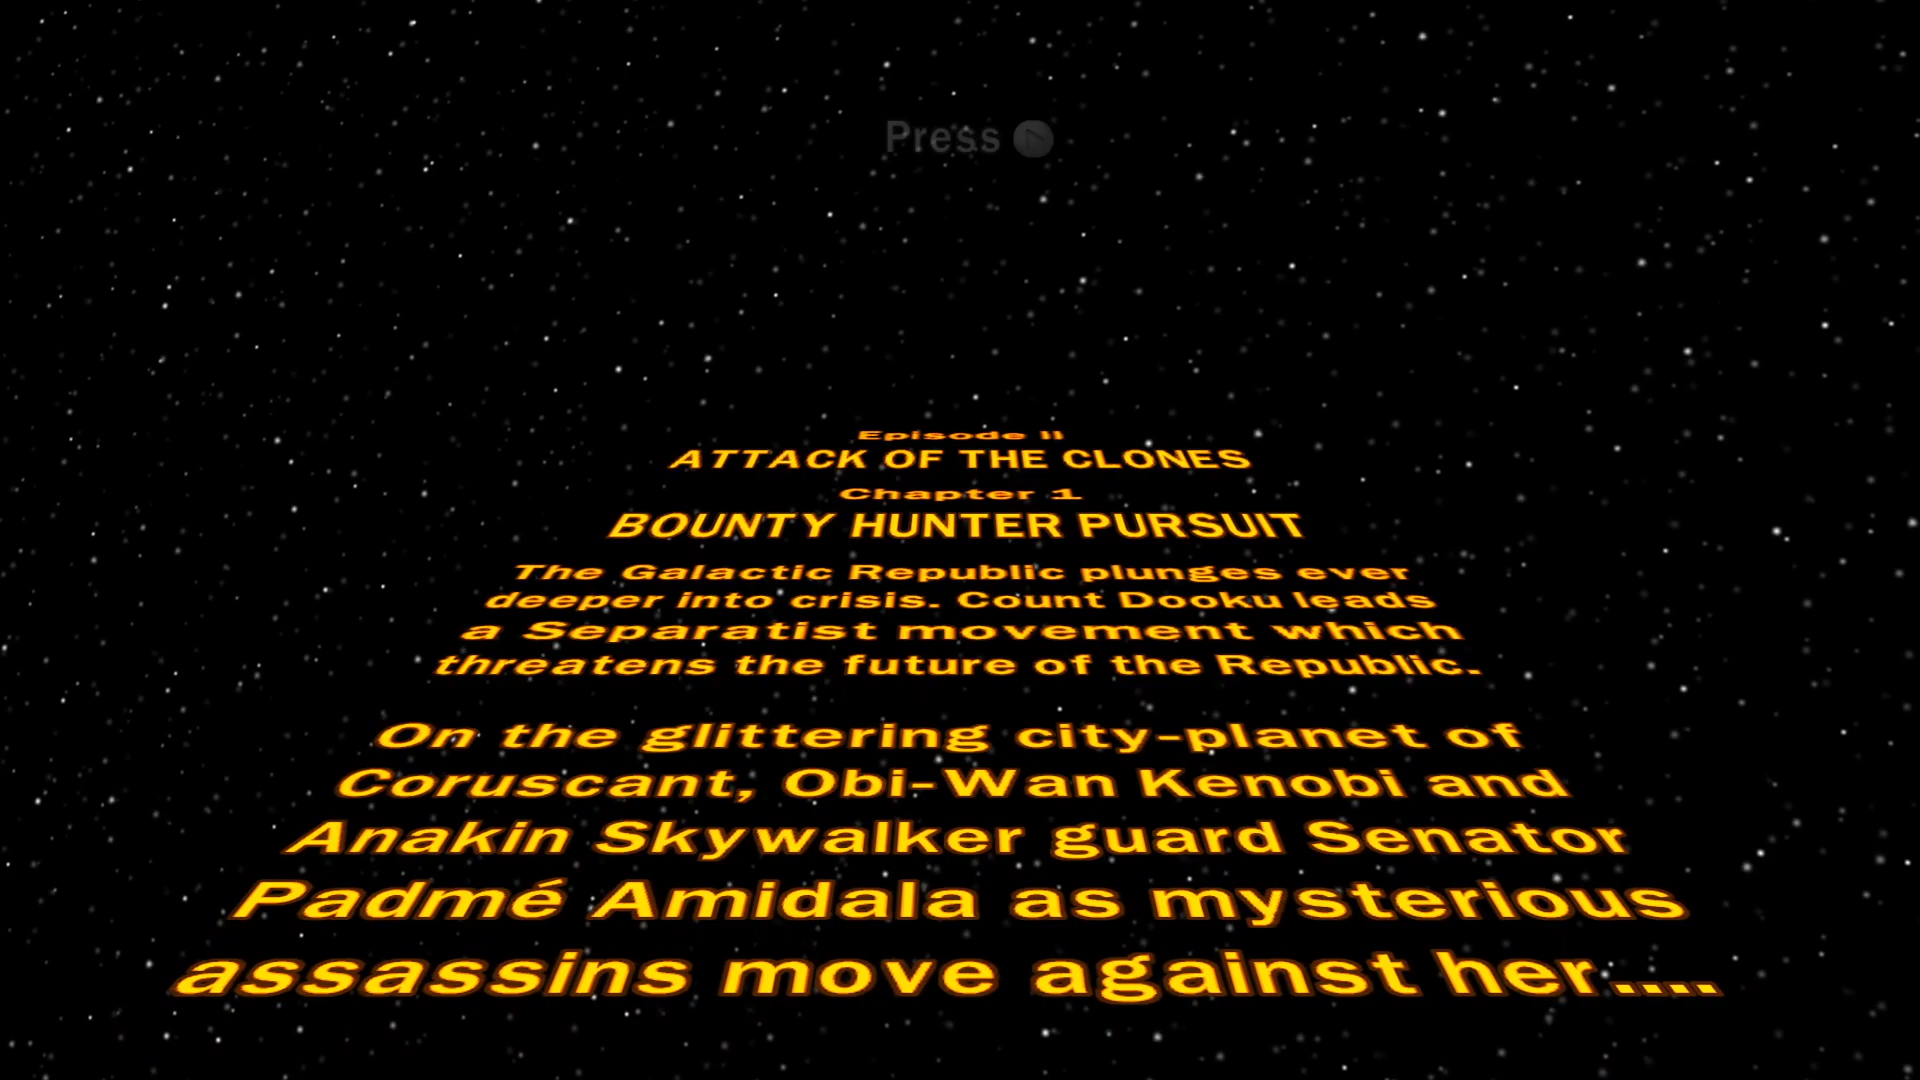 Press
Episode II
ATTACK OF THE CLONES
Chapter 1
BOUNTY HUNTER PURSUIT
The Galactic Republic plunges ever
deeper into crisis. Count Dooku leads
a Separatist movement which
threatens the future of the Republic.
On the glittering city-planet of
Coruscant, Obi-Wan Kenobi and
Anakin Skywalker guard Senator
Padmé Amidala as mysterious
assassins move against her....